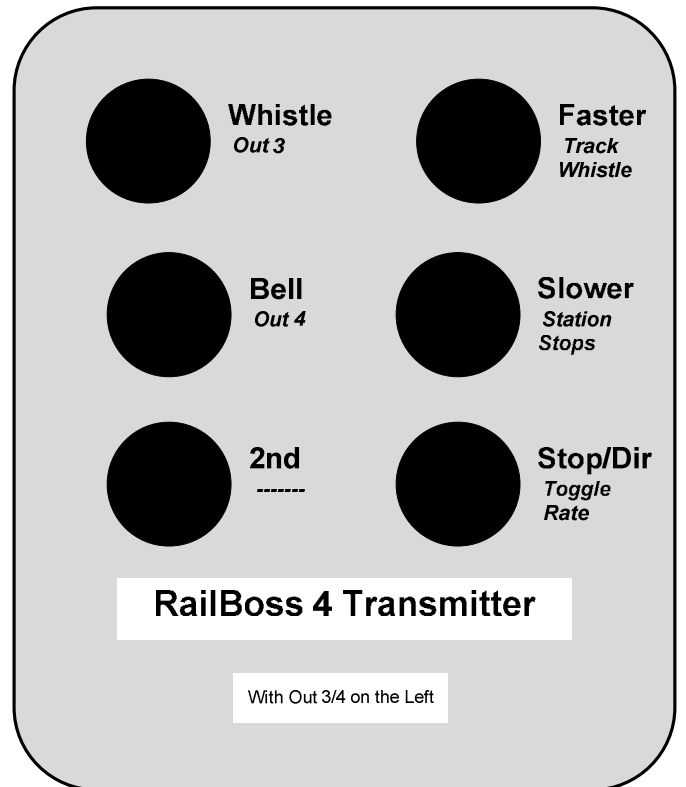 Whistle
Out 3
Faster
Track
Whistle
Bell
Out 4
Slower
Station
Stops
2nd
-------
Stop/Dir
Toggle
Rate
RailBoss 4 Transmitter
With Out 3/4 on the Left